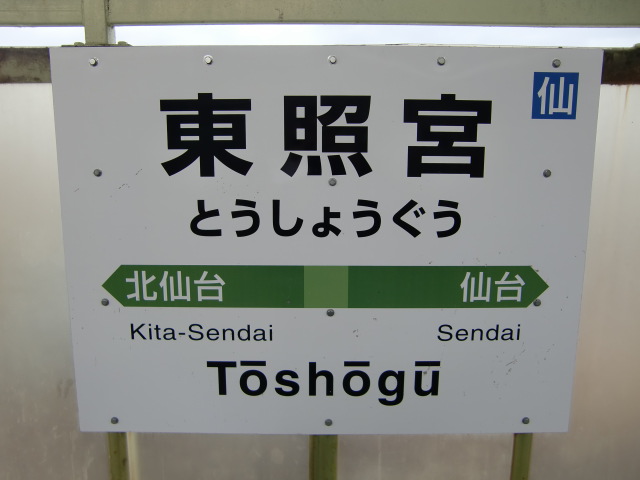 仙
東照宮
とうしょうぐう
北仙台 仙台
Kita-Sendai Sendai
Tōshōgū